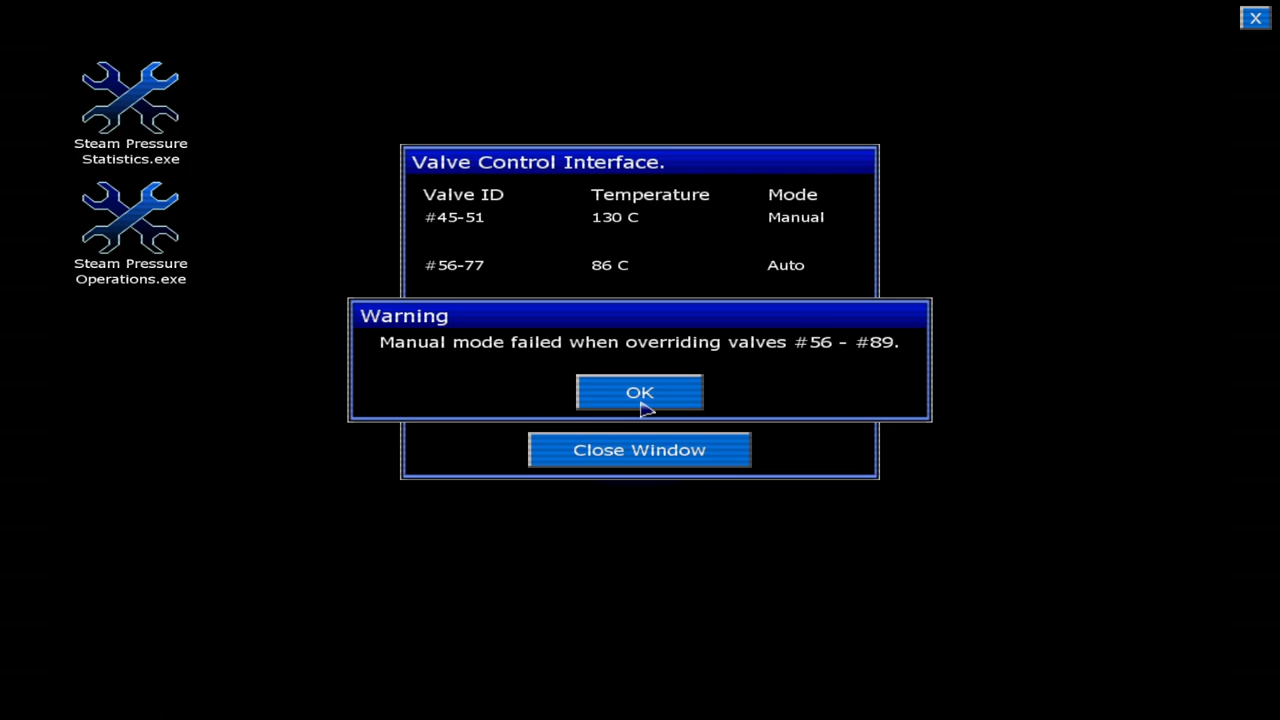 X
Steam Pressure
Statistics.exe
Steam Pressure
Operations.exe
Valve Control Interface.
Valve ID Temperature Mode
#45-51 130 C Manual
#56-77 86 C Auto
Warning
Manual mode failed when overriding valves #56 - #89.
OK
Close Window